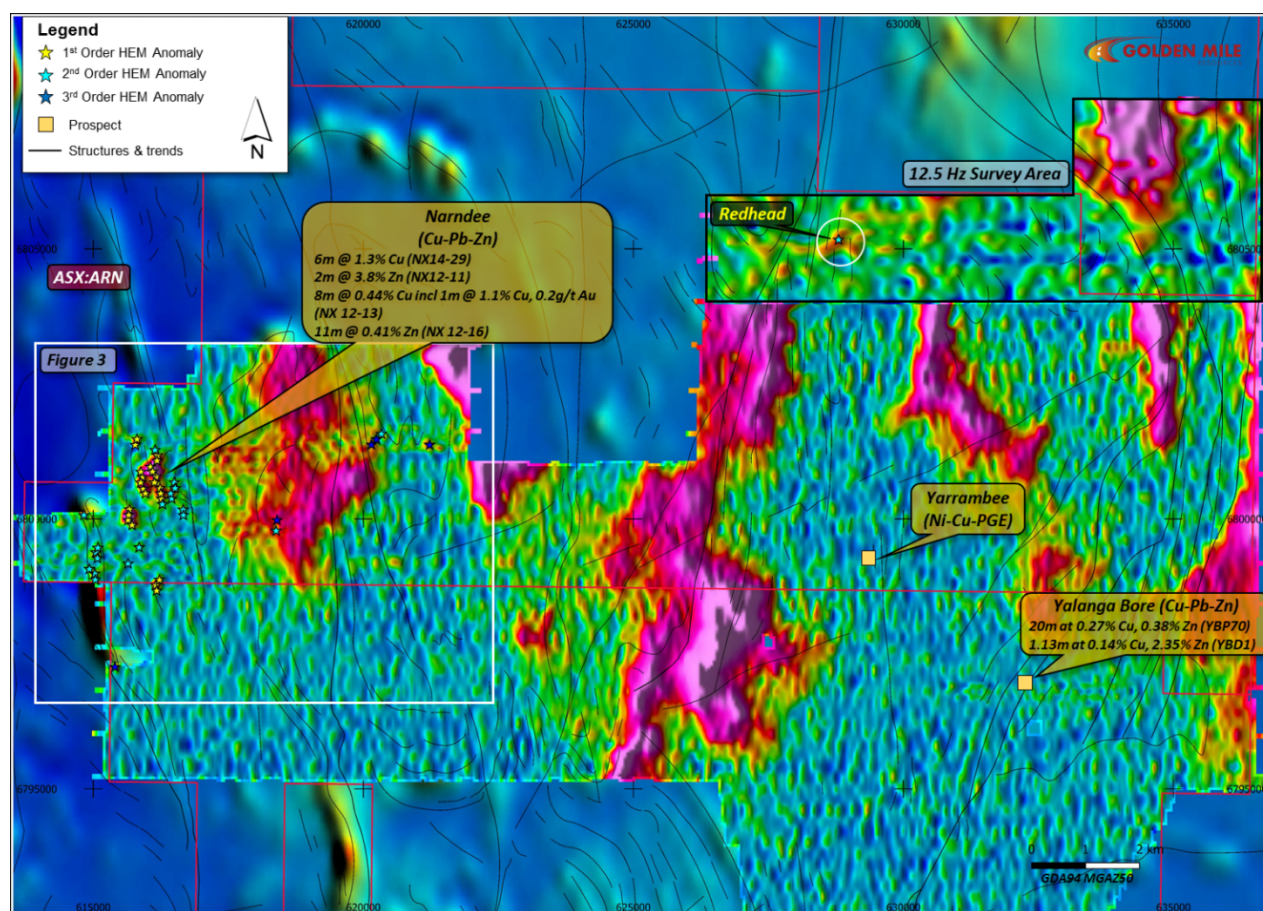 Legend
1st Order HEM Anomaly
2nd Order HEM Anomaly
3rd Order HEM Anomaly
Prospect
Structures & trends
N
620000
625000
630000
635000
GOLDEN MILE
12.5 Hz Survey Area
Redhead
6805000
6805000
ASX:ARN
Narndee
(Cu-Pb-Zn)
6m @ 1.3% Cu (NX14-29)
2m @ 3.8% Zn (NX12-11)
8m @ 0.44% Cu incl 1m @ 1.1% Cu, 0.2g/t Au
(NX 12-13)
11m @ 0.41% Zn (NX 12-16)
Figure 3
6800000
6800000
Yarrambee
(Ni-Cu-PGE)
Yalanga Bore (Cu-Pb-Zn)
20m at 0.27% Cu, 0.38% Zn (YBP70)
1.13m at 0.14% Cu, 2.35% Zn (YBD1)
6795000
6795000
0 1 2 km
GDA94 MGAZ50
615000
620000
625000
630000
635000